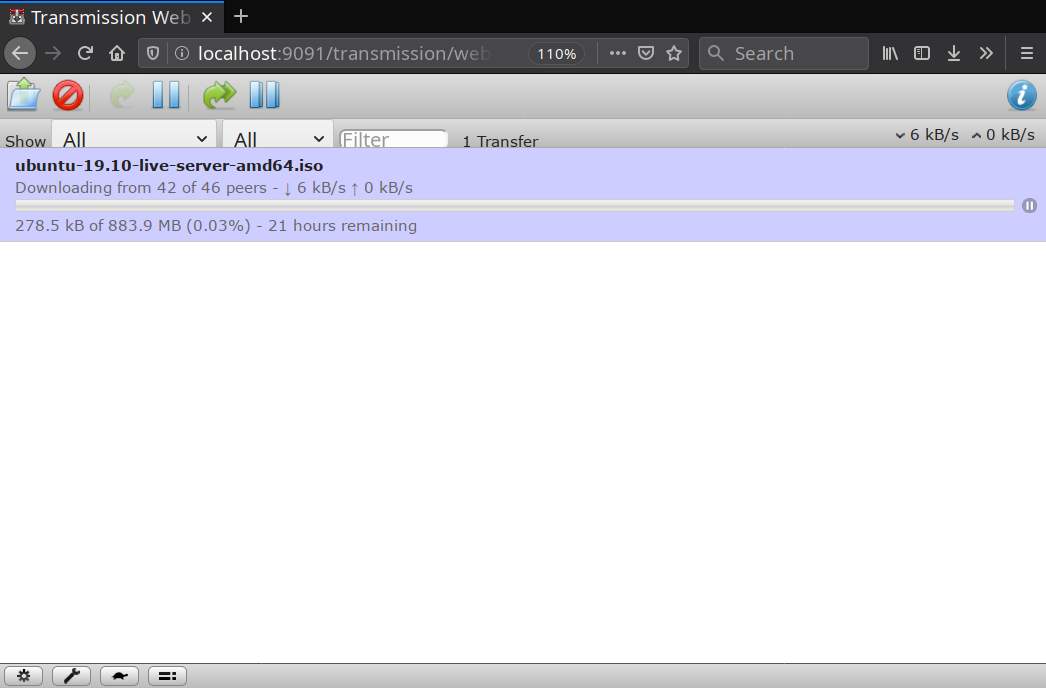 Transmission Web
localhost:9091/transmission/web
110%
Search
Show
All
All
Filter
1 Transfer
6 kB/s
0 kB/s
ubuntu-19.10-live-server-amd64.iso
Downloading from 42 of 46 peers - ↓ 6 kB/s ↑ 0 kB/s
278.5 kB of 883.9 MB (0.03%) - 21 hours remaining